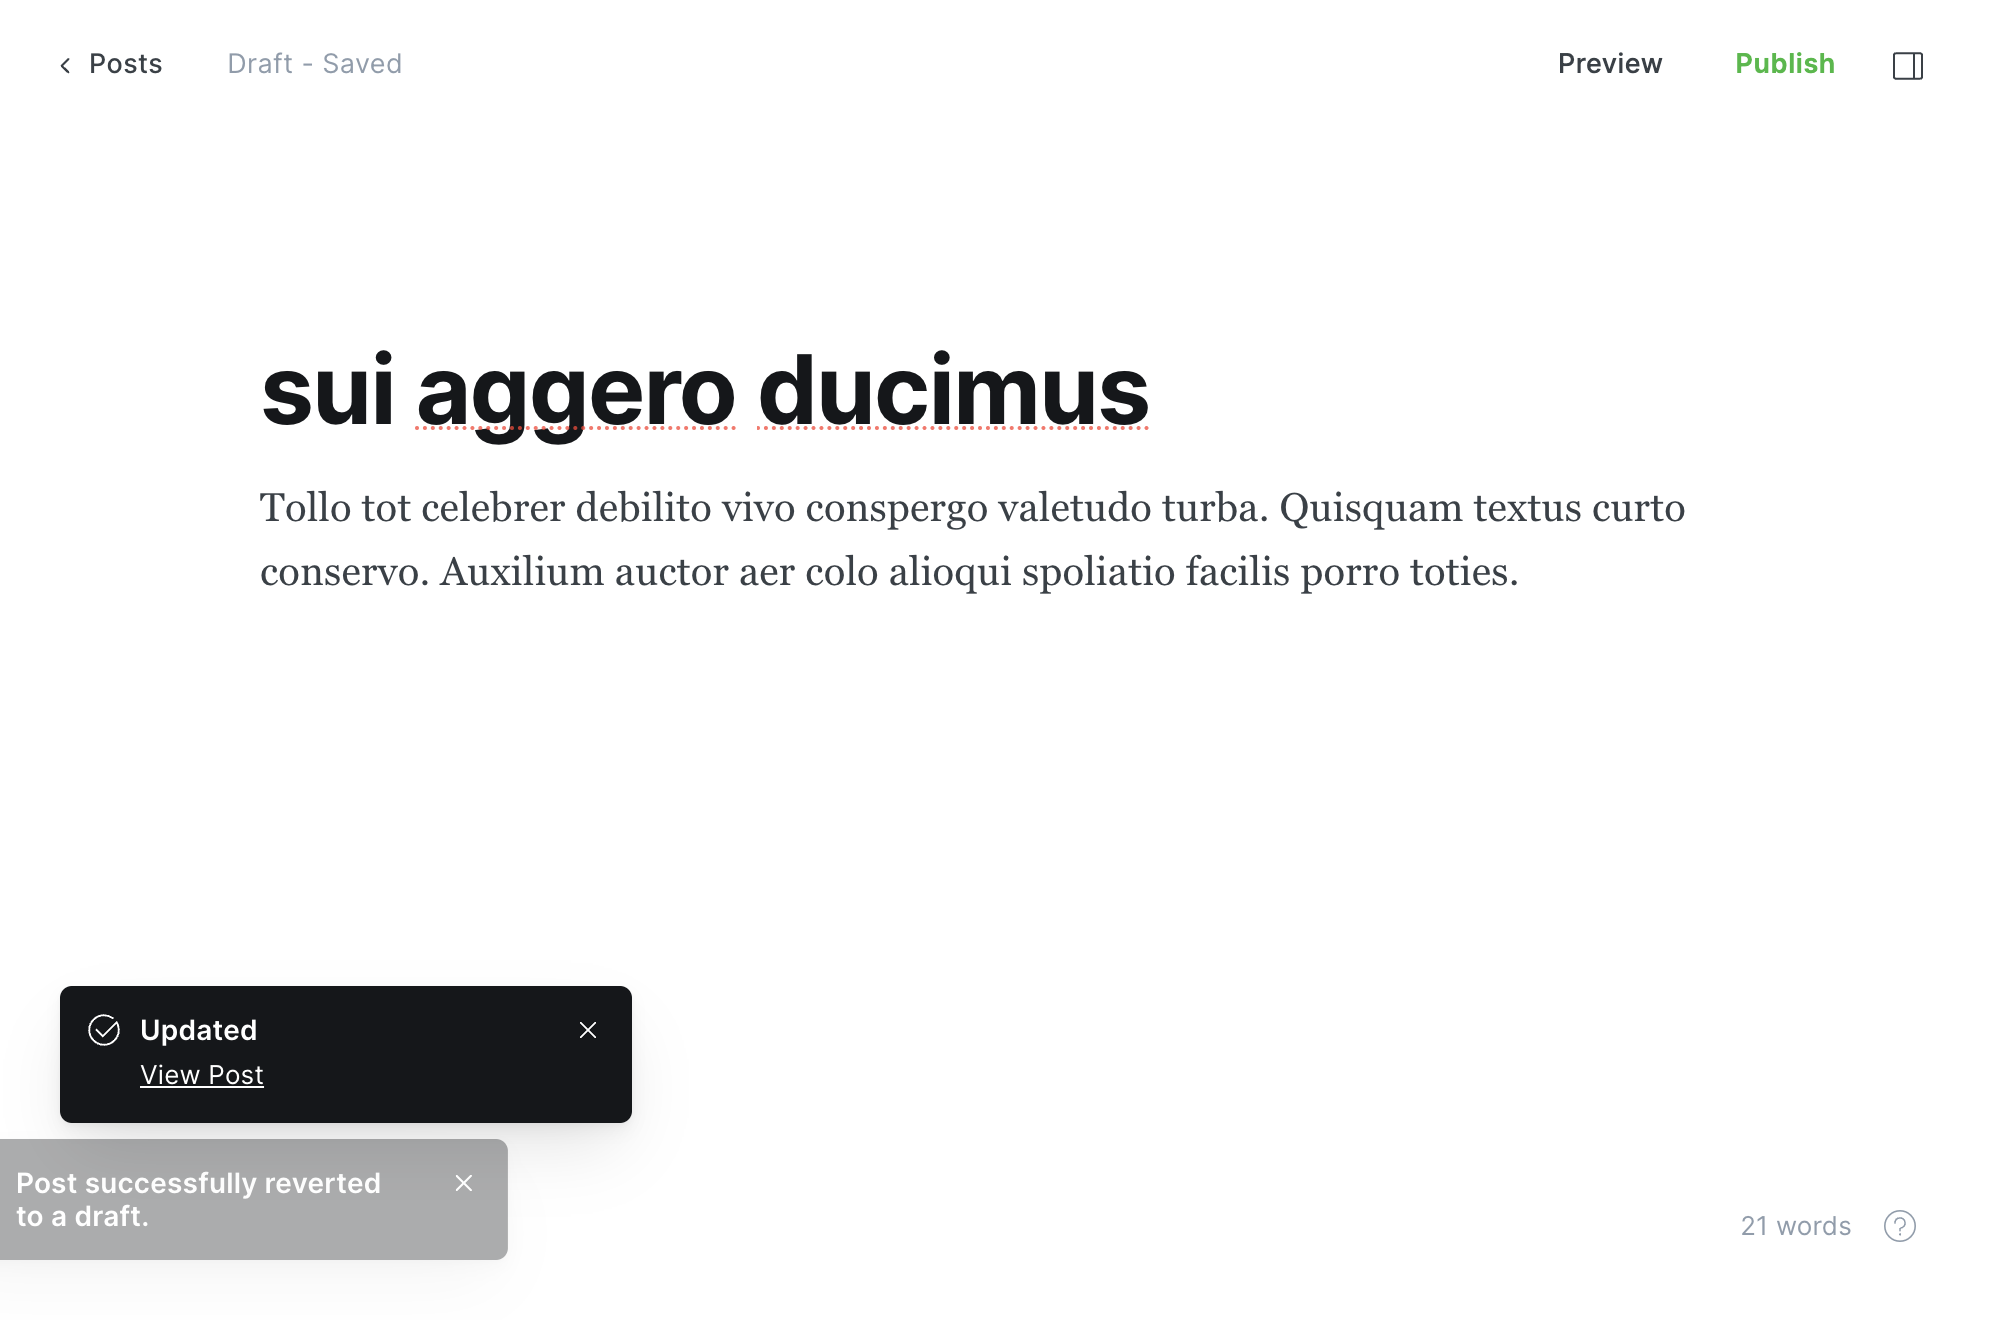 Posts
Draft - Saved
Preview
Publish
sui aggero ducimus
Tollo tot celebrer debilito vivo conspergo valetudo turba. Quisquam textus curto
conservo. Auxilium auctor aer colo alioqui spoliatio facilis porro toties.
Updated
View Post
Post successfully reverted
to a draft.
21 words